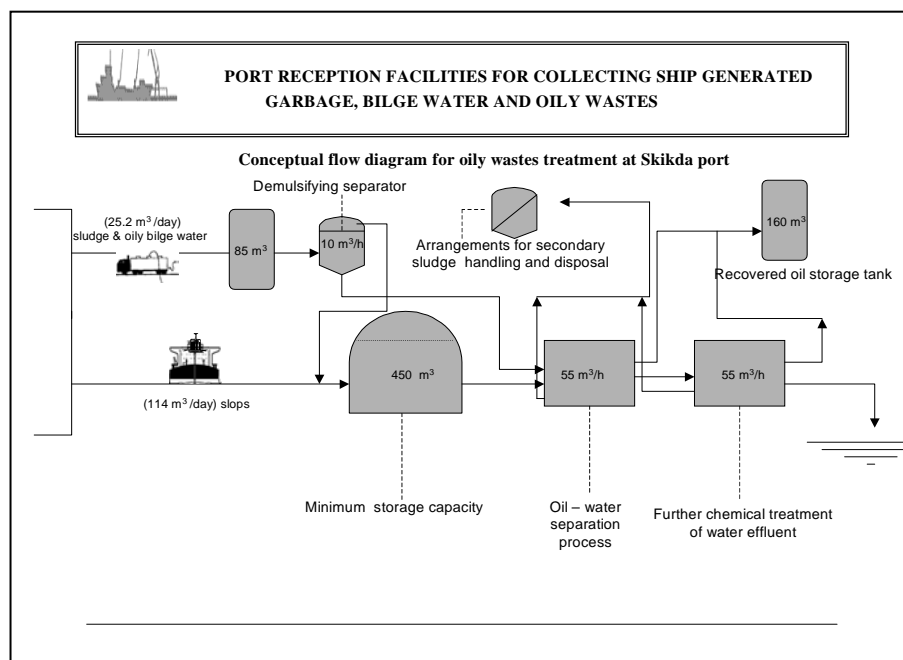 PORT RECEPTION FACILITIES FOR COLLECTING SHIP GENERATED
GARBAGE, BILGE WATER AND OILY WASTES
Conceptual flow diagram for oily wastes treatment at Skikda port
Demulsifying separator
(25.2 m³/day)
sludge & oily bilge water
85 m³
10 m³/h
Arrangements for secondary
sludge handling and disposal
160 m³
Recovered oil storage tank
450 m³
55 m³/h
55 m³/h
(114 m³/day) slops
Minimum storage capacity
Oil – water
separation
process
Further chemical treatment
of water effluent